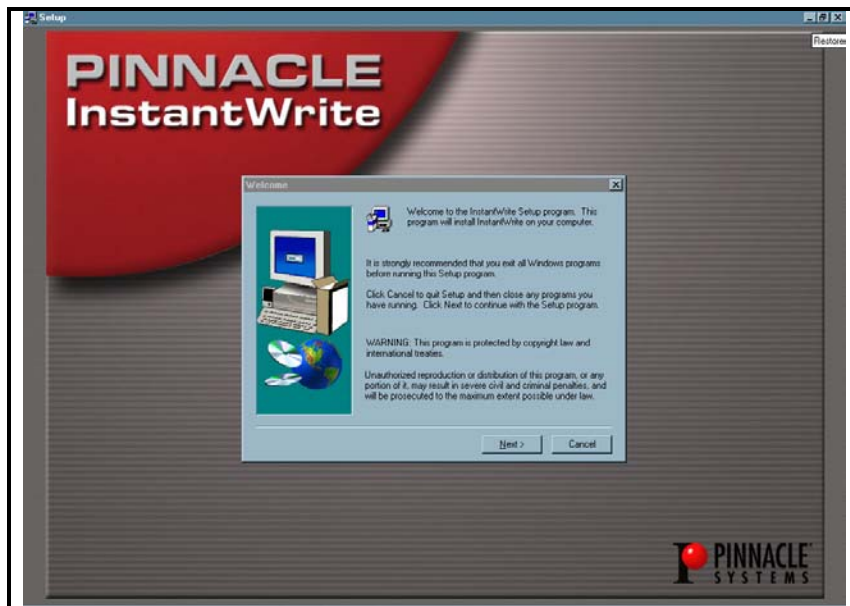 Setup
Restore
PINNACLE
InstantWrite
Welcome
Welcome to the InstantWrite Setup program. This
program will install InstantWrite on your computer.
It is strongly recommended that you exit all Windows programs
before running this Setup program.
Click Cancel to quit Setup and then close any programs you
have running. Click Next to continue with the Setup program.
WARNING: This program is protected by copyright law and
international treaties.
Unauthorized reproduction or distribution of this program, or any
portion of it, may result in severe civil and criminal penalties, and
will be prosecuted to the maximum extent possible under law.
Next >
Cancel
PINNACLE
SYSTEMS